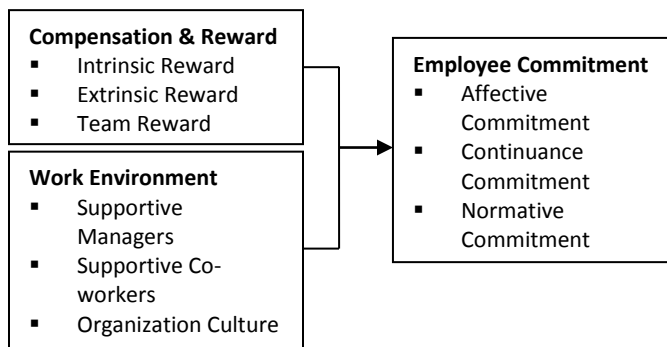 Compensation & Reward
▪ Intrinsic Reward
▪ Extrinsic Reward
▪ Team Reward
Work Environment
▪ Supportive
Managers
▪ Supportive Co-
workers
▪ Organization Culture
Employee Commitment
▪ Affective
Commitment
▪ Continuance
Commitment
▪ Normative
Commitment